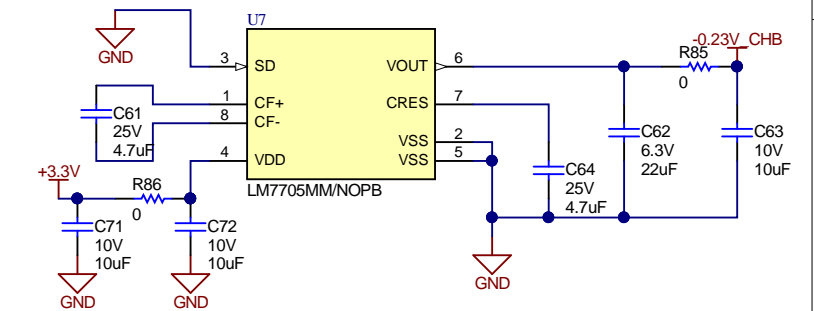 U7
GND
3
SD
1
CF+
8
CF-
4
VDD
VOUT
6
CRES
7
VSS
2
VSS
5
LM7705MM/NOPB
C61
25V
4.7uF
+3.3V
R86
0
C71
10V
10uF
GND
C72
10V
10uF
GND
C64
25V
4.7uF
GND
C62
6.3V
22uF
R85
0
-0.23V_CHB
C63
10V
10uF